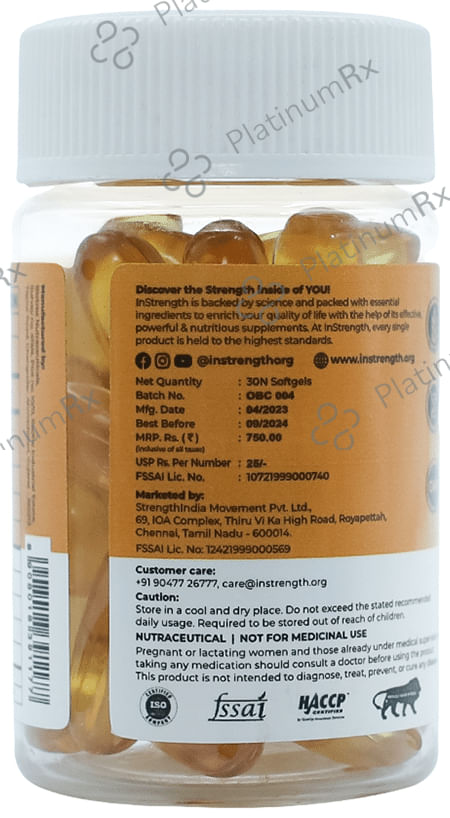 PlatinumRx
PlatinumRx
PlatinumRx
Discover the Strength Inside of YOU!
InStrength is backed by science and packed with essential
ingredients to enrich your quality of life with the help of its effective,
powerful & nutritious supplements. At InStrength, every single
product is held to the highest standards.
@instrengthorg www.instrength.org
Net Quantity : 30N Softgels
Batch No. : OBC 004
Mfg. Date : 04/2023
Best Before : 09/2024
MRP. Rs. (₹) : 750.00
(inclusive of all taxes)
USP Rs. Per Number : 25/-
FSSAI Lic. No. : 10721999000740
Marketed by:
StrengthIndia Movement Pvt. Ltd.,
69, IOA Complex, Thiru Vi Ka High Road, Royapettah,
Chennai, Tamil Nadu - 600014.
FSSAI Lic. No: 12421999000569
Customer care:
+91 90477 26777, care@instrength.org
Caution:
Store in a cool and dry place. Do not exceed the stated recommended
daily usage. Required to be stored out of reach of children.
NUTRACEUTICAL | NOT FOR MEDICINAL USE
Pregnant or lactating women and those already under medical
taking any medication should consult a doctor before using the
This product is not intended to diagnose, treat, prevent, or cure any
CERTIFIED
ISO
COMPANY
fssai
HACCP
CERTIFIED
Manufactured by: